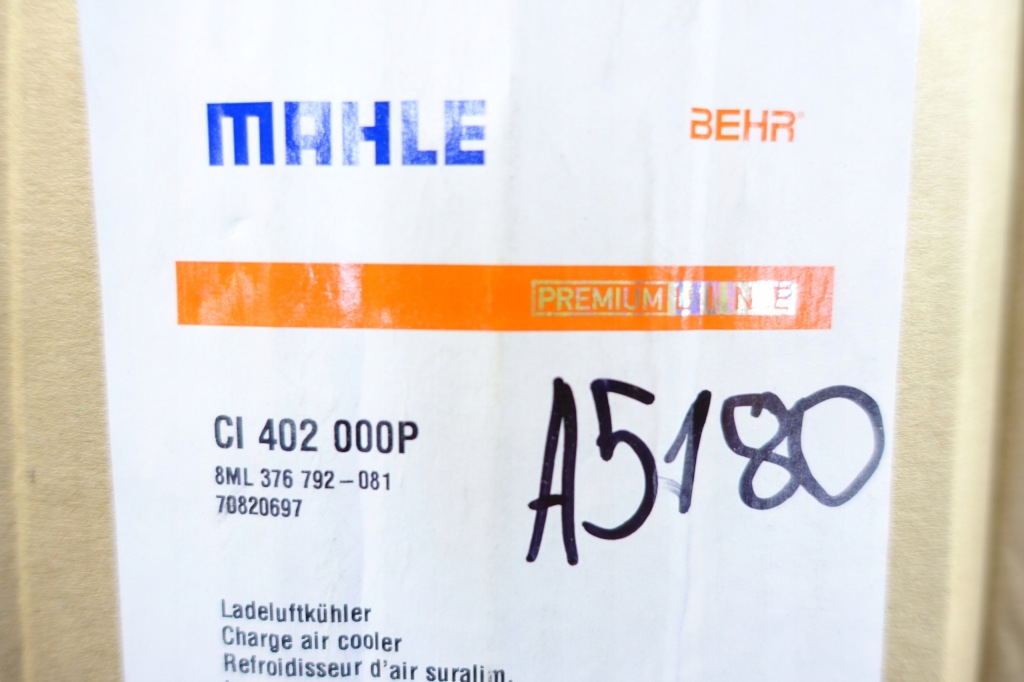 MAHLE BEHR®
PREMIUM LINE
CI 402 000P
A5180
8ML 376 792-081
70820697
Ladeluftkühler
Charge air cooler
Refroidisseur d'air suralim.